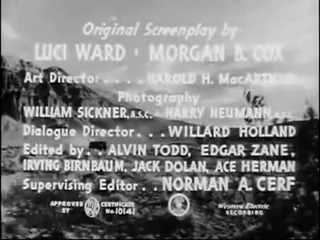 Original Screenplay by
LUCI WARD · MORGAN B. COX
Art Director . . . . HAROLD H. MacARTHUR
Photography
WILLIAM SICKNER, A.S.C. · HARRY NEUMANN, A.S.C.
Dialogue Director . . . WILLARD HOLLAND
Edited by . . ALVIN TODD, EDGAR ZANE,
IRVING BIRNBAUM, JACK DOLAN, ACE HERMAN
Supervising Editor . . NORMAN A. CERF
APPROVED BY CERTIFICATE No. 10141
Western Electric RECORDING